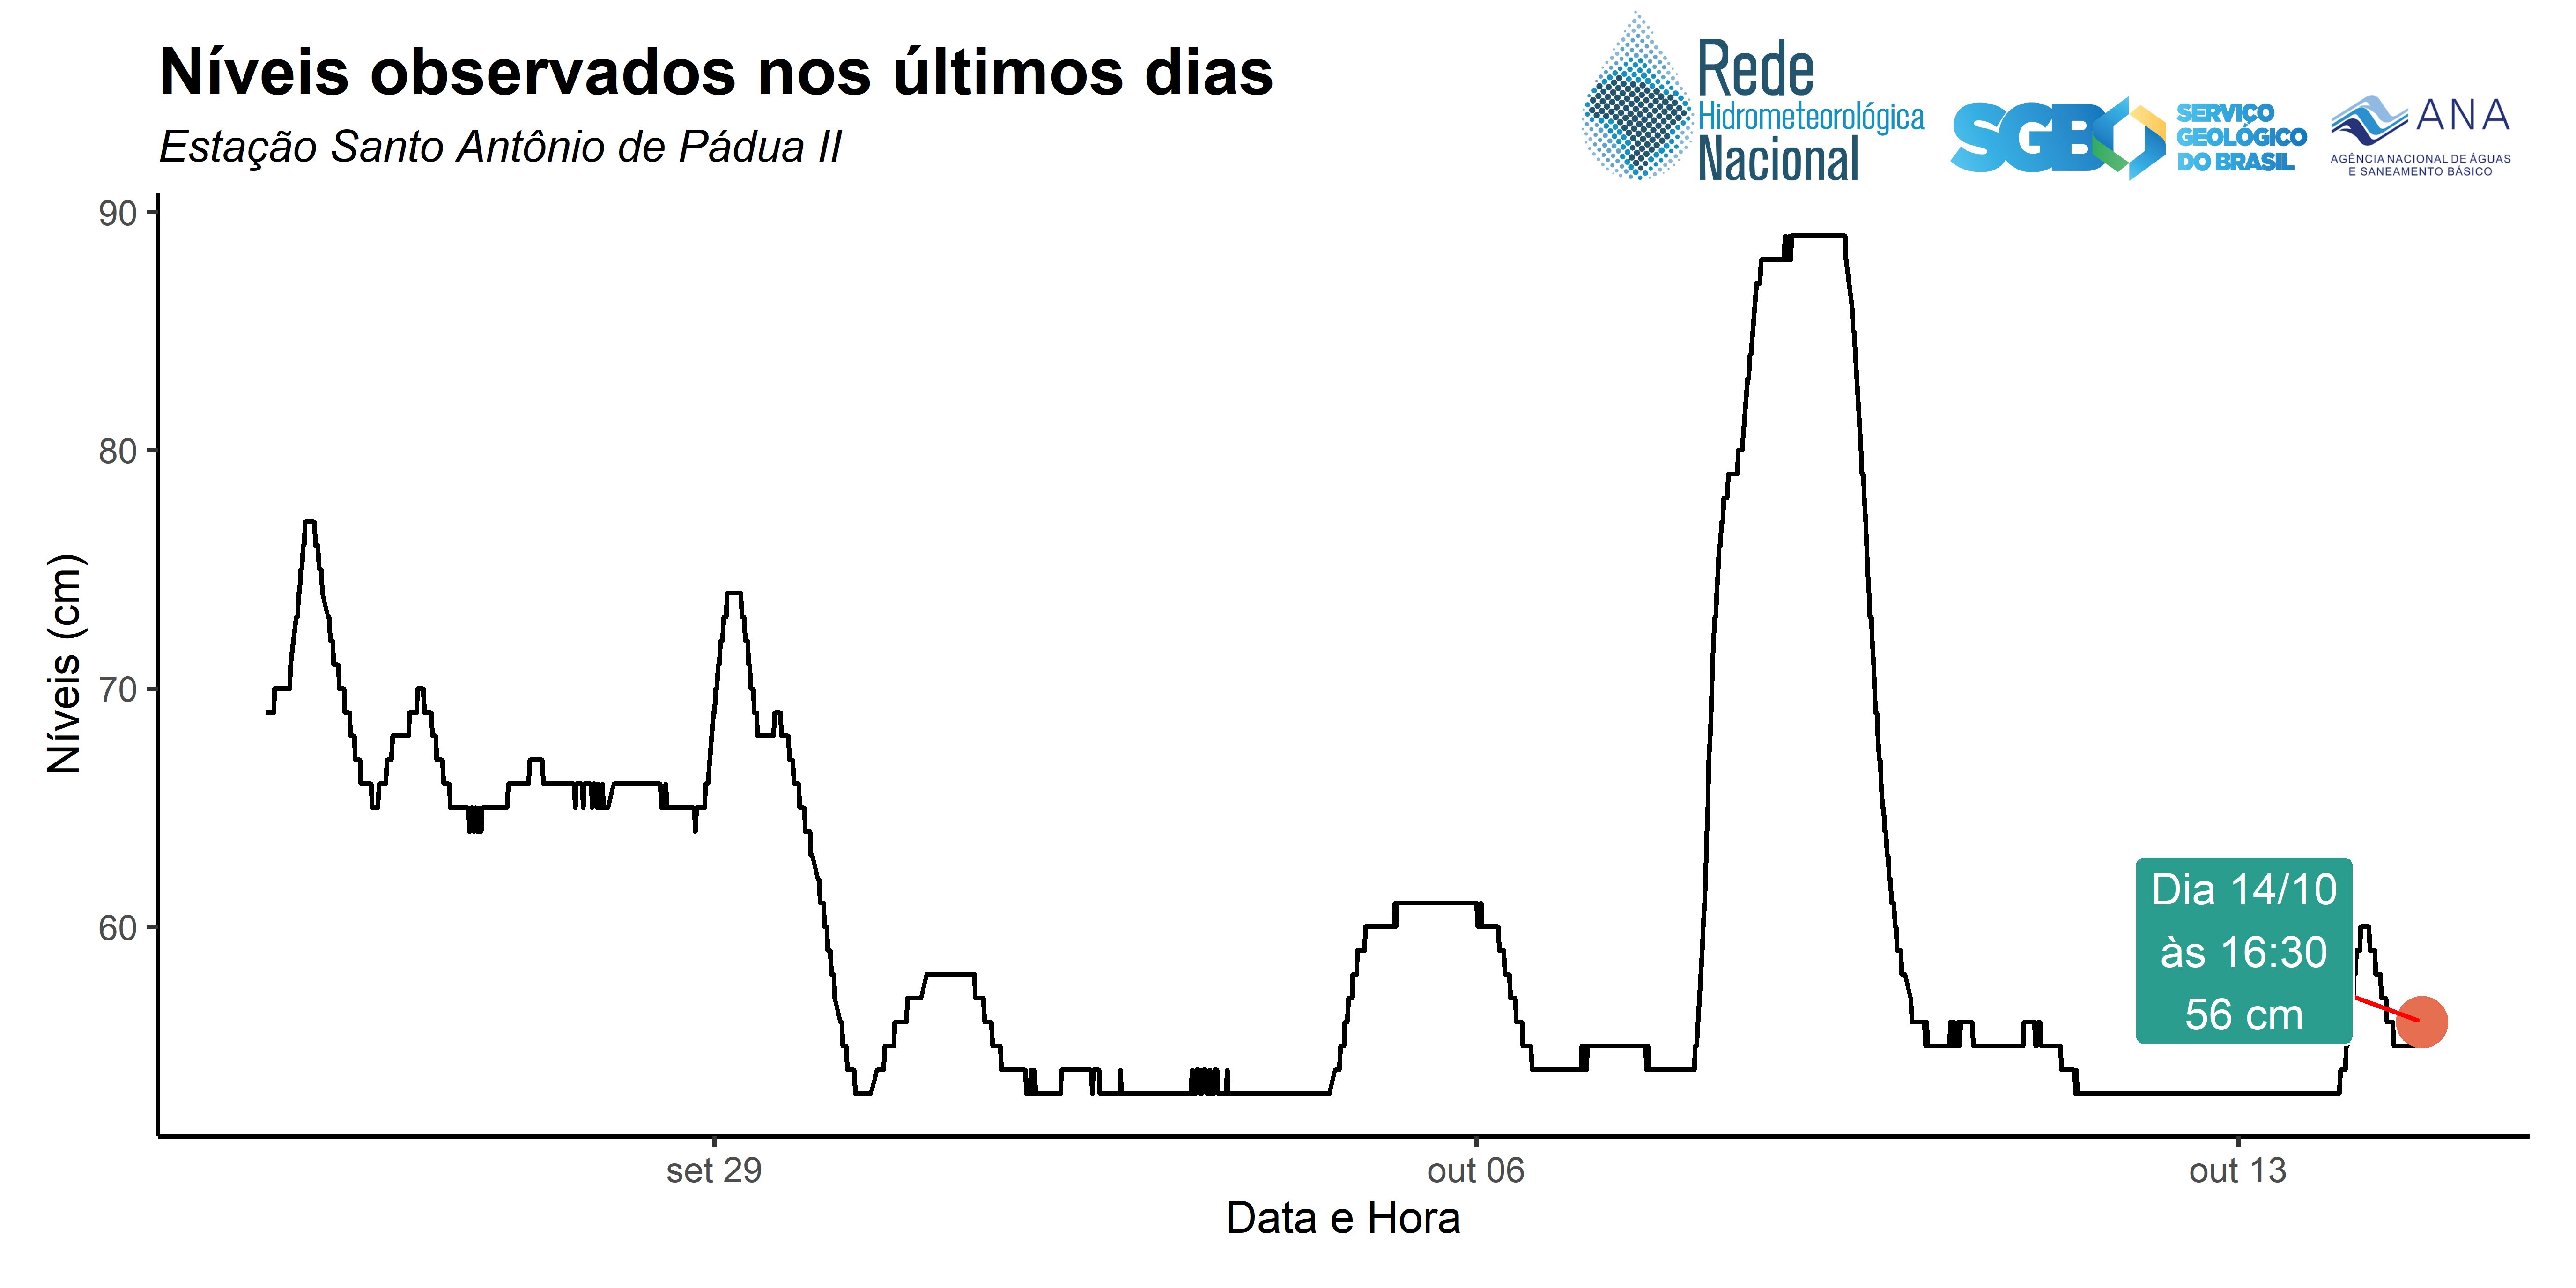 Níveis observados nos últimos dias
Estação Santo Antônio de Pádua II
Rede
Hidrometeorológica
Nacional
SGB
SERVIÇO
GEOLÓGICO
DO BRASIL
ANA
AGÊNCIA NACIONAL DE ÁGUAS
E SANEAMENTO BÁSICO
Níveis (cm)
90
80
70
60
Dia 14/10
às 16:30
56 cm
set 29
out 06
out 13
Data e Hora